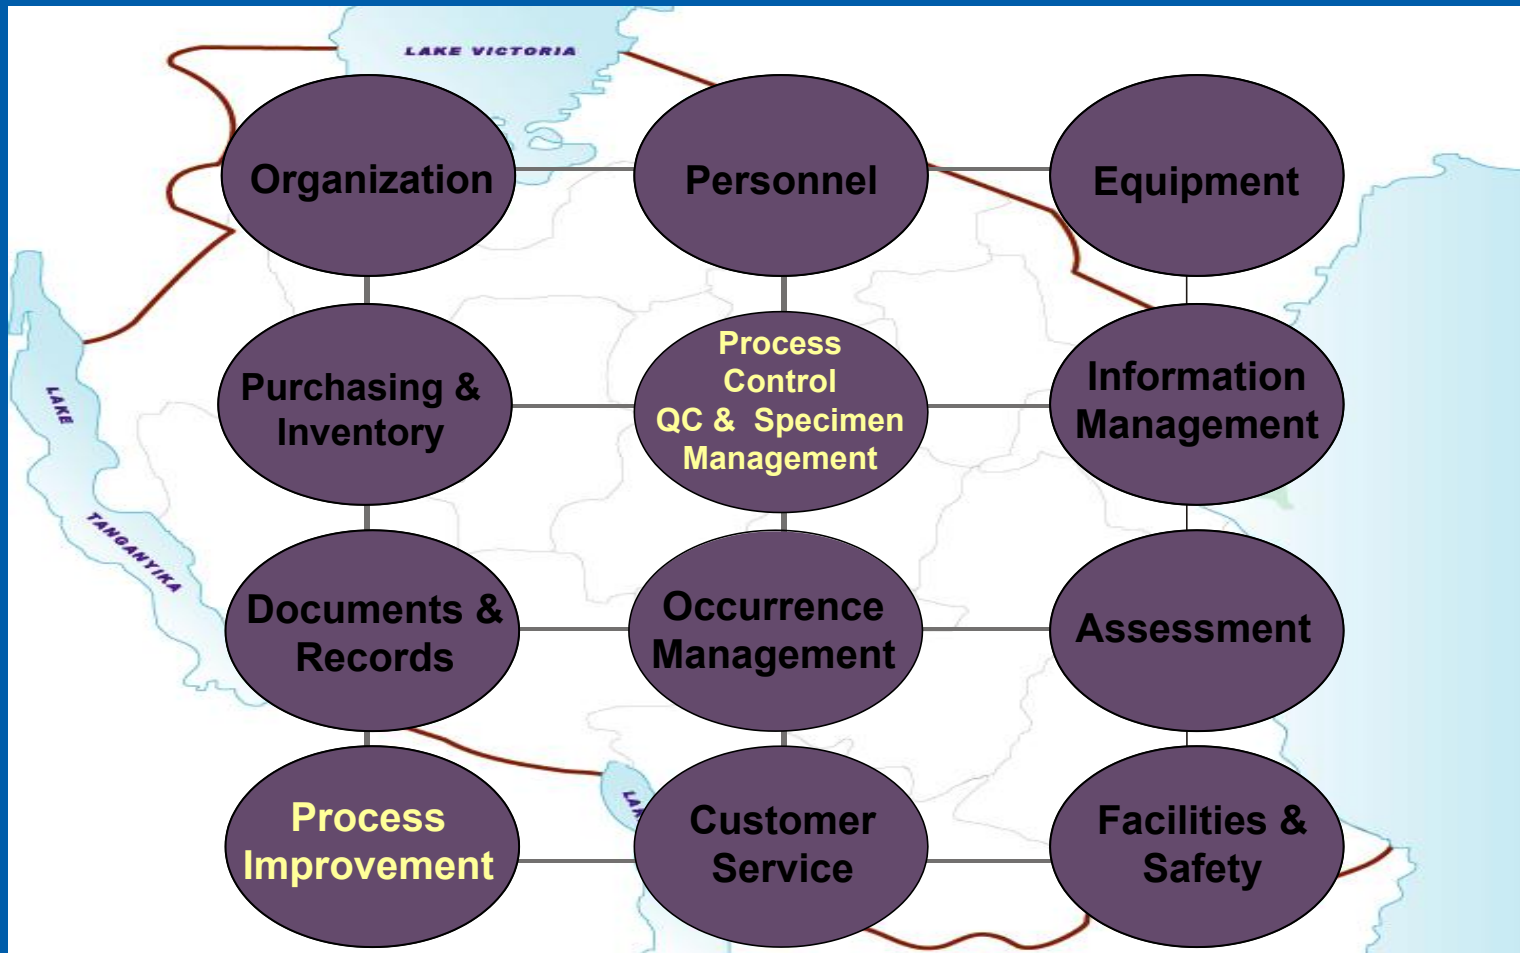 LAKE VICTORIA
Organization
Personnel
Equipment
LAKE
Purchasing &
Inventory
Process
Control
QC & Specimen
Management
Information
Management
TANGANYIKA
Documents &
Records
Occurrence
Management
Assessment
Process
Improvement
Customer
Service
Facilities &
Safety